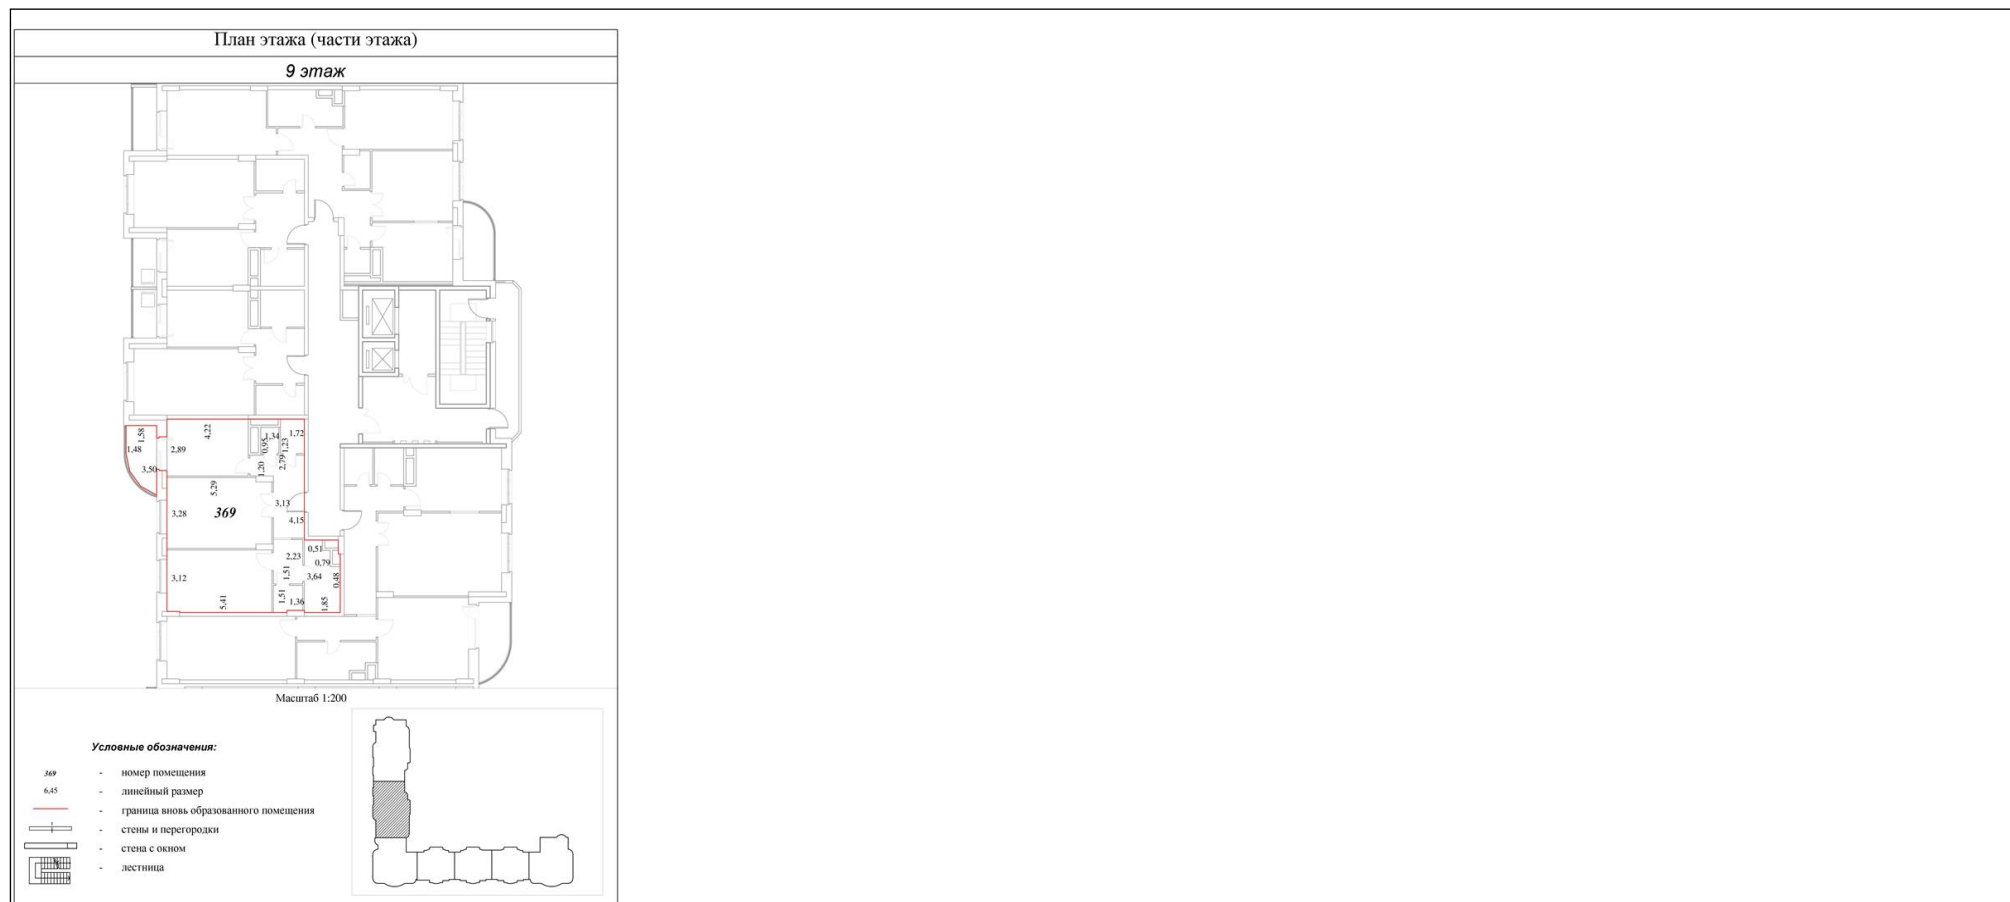 План этажа (части этажа)
9 этаж
1,58
1,48
3,50
4,22
2,89
0,95
1,34
1,23
1,72
1,20
2,79
5,29
3,28
369
3,13
4,15
2,23
0,51
0,79
3,12
1,51
3,64
0,48
5,41
1,51
1,36
1,85
Масштаб 1:200
Условные обозначения:
369 - номер помещения
6,45 - линейный размер
- граница вновь образованного помещения
- стены и перегородки
- стена с окном
- лестница